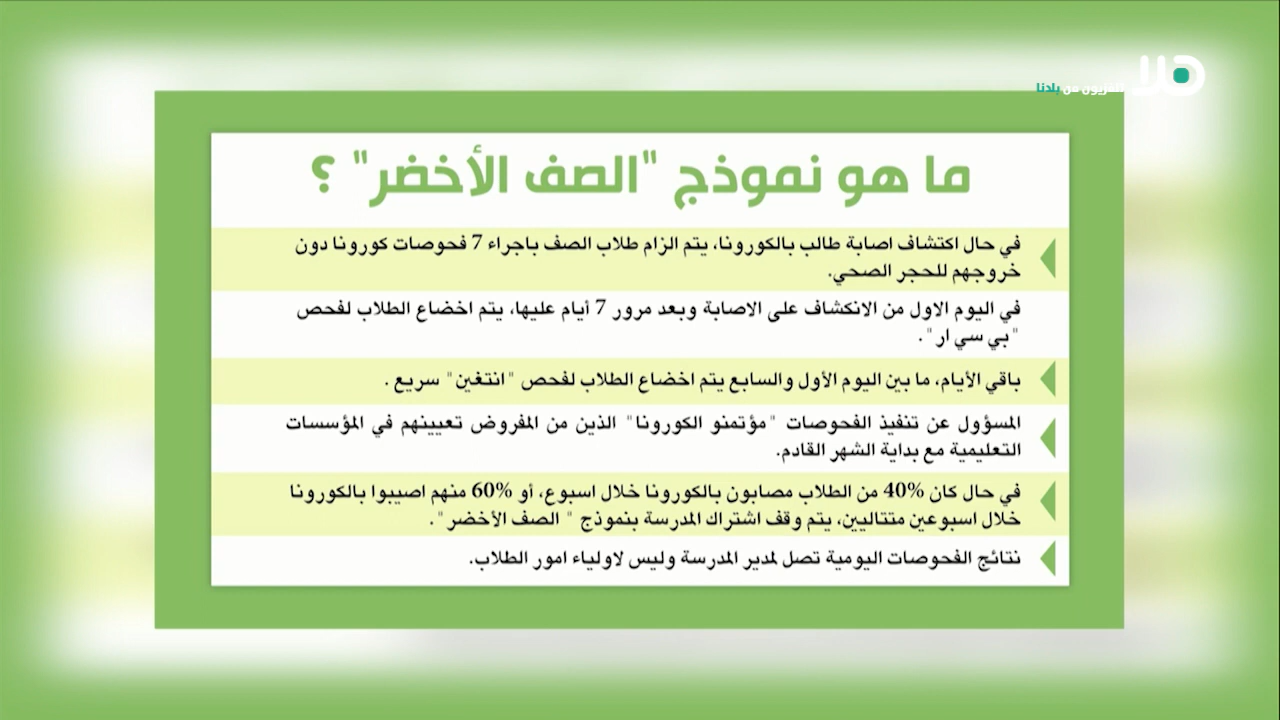 هلا
تلفزيون من بلدنا
ما هو نموذج "الصف الأخضر" ؟
في حال اكتشاف اصابة طالب بالكورونا، يتم الزام طلاب الصف باجراء 7 فحوصات كورونا دون
خروجهم للحجر الصحي.
في اليوم الاول من الانكشاف على الاصابة وبعد مرور 7 أيام عليها، يتم اخضاع الطلاب لفحص
"بي سي ار".
باقي الأيام، ما بين اليوم الأول والسابع يتم اخضاع الطلاب لفحص "انتغين" سريع .
المسؤول عن تنفيذ الفحوصات "مؤتمنو الكورونا" الذين من المفروض تعيينهم في المؤسسات
التعليمية مع بداية الشهر القادم.
في حال كان 40% من الطلاب مصابون بالكورونا خلال اسبوع، أو 60% منهم اصيبوا بالكورونا
خلال اسبوعين متتاليين، يتم وقف اشتراك المدرسة بنموذج " الصف الأخضر".
نتائج الفحوصات اليومية تصل لمدير المدرسة وليس لاولياء امور الطلاب.